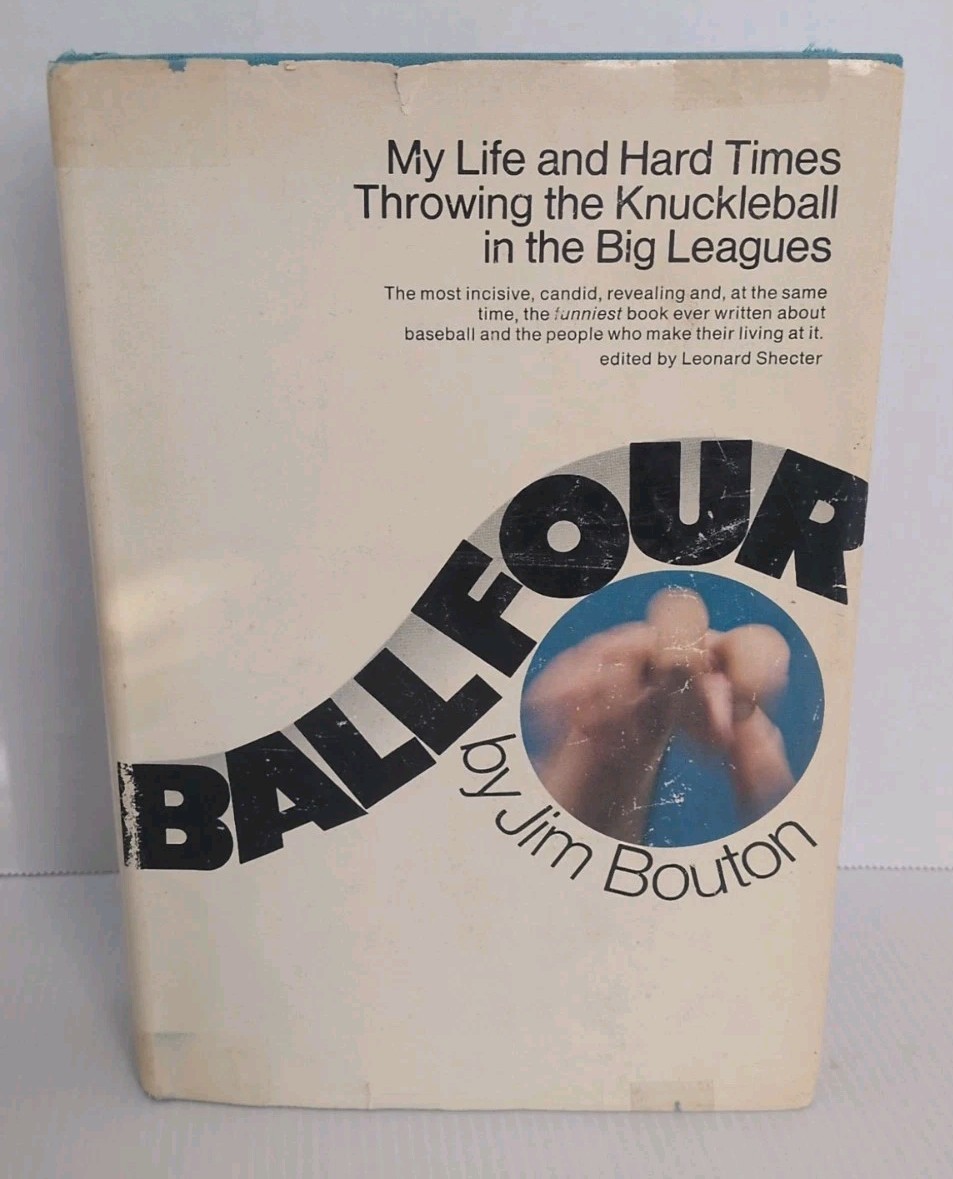 My Life and Hard Times
Throwing the Knuckleball
in the Big Leagues
The most incisive, candid, revealing and, at the same
time, the funniest book ever written about
baseball and the people who make their living at it.
edited by Leonard Shecter
BALL FOUR
by Jim Bouton